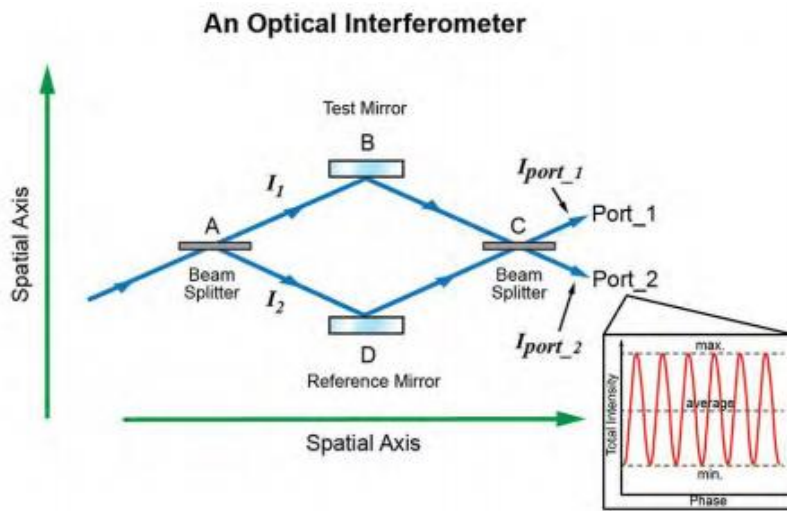 An Optical Interferometer
Test Mirror
B
I1
Iport_1
Port_1
A
C
Beam
Splitter
Beam
Splitter
Port_2
I2
Iport_2
D
Reference Mirror
Spatial Axis
Spatial Axis
max.
average
min.
Total Intensity
Phase